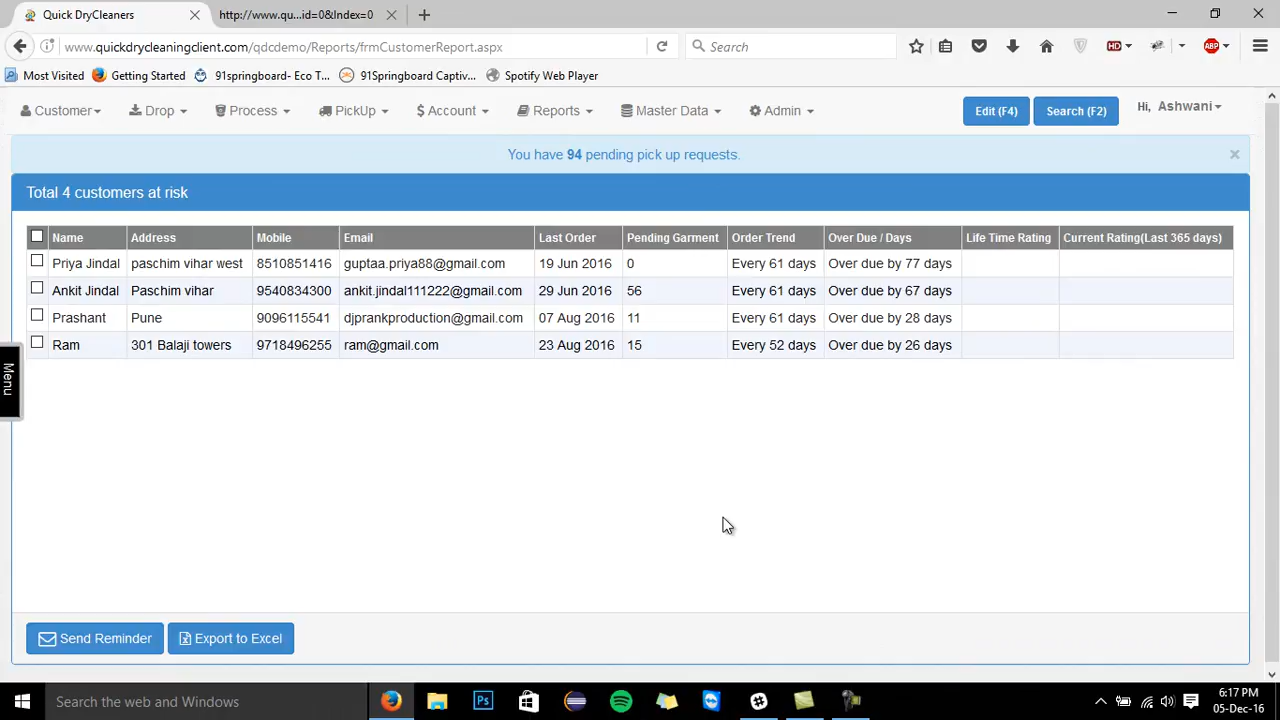 Quick DryCleaners
http://www.qu...id=0&Index=0
www.quickdrycleaningclient.com/qdcdemo/Reports/frmCustomerReport.aspx
Search
HD
ABP
Most Visited
Getting Started
91springboard- Eco T...
91Springboard Captiv...
Spotify Web Player
Customer
Drop
Process
PickUp
$ Account
Reports
Master Data
Admin
Edit (F4)
Search (F2)
Hi, Ashwani
You have 94 pending pick up requests.
×
Total 4 customers at risk
Name Address Mobile Email Last Order Pending Garment Order Trend Over Due / Days Life Time Rating Current Rating(Last 365 days)
Priya Jindal paschim vihar west 8510851416 guptaa.priya88@gmail.com 19 Jun 2016 0 Every 61 days Over due by 77 days
Ankit Jindal Paschim vihar 9540834300 ankit.jindal111222@gmail.com 29 Jun 2016 56 Every 61 days Over due by 67 days
Prashant Pune 9096115541 djprankproduction@gmail.com 07 Aug 2016 11 Every 61 days Over due by 28 days
Ram 301 Balaji towers 9718496255 ram@gmail.com 23 Aug 2016 15 Every 52 days Over due by 26 days
Menu
Send Reminder
Export to Excel
Search the web and Windows
Ps
6:17 PM
05-Dec-16